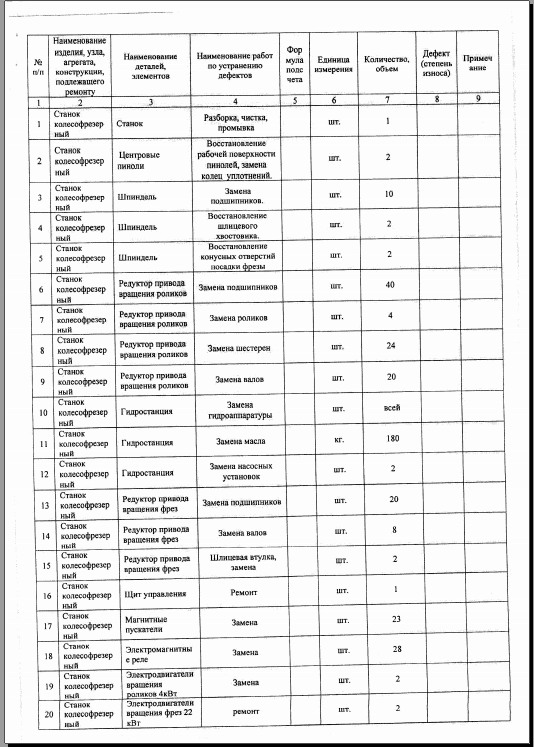 № п/п | Наименование изделия, узла, агрегата, конструкции, подлежащего ремонту | Наименование деталей, элементов | Наименование работ по устранению дефектов | Фор мула подс чета | Единица измерения | Количество, объем | Дефект (степень износа) | Примеч ание
1 | 2 | 3 | 4 | 5 | 6 | 7 | 8 | 9
1 | Станок колесофрезер ный | Станок | Разборка, чистка, промывка | | шт. | 1
2 | Станок колесофрезер ный | Центровые пиноли | Восстановление рабочей поверхности пинолей, замена колец уплотнений. | | шт. | 2
3 | Станок колесофрезер ный | Шпиндель | Замена подшипников. | | шт. | 10
4 | Станок колесофрезер ный | Шпиндель | Восстановление шлицевого хвостовика. | | шт. | 2
5 | Станок колесофрезер ный | Шпиндель | Восстановление конусных отверстий посадки фрезы | | шт. | 2
6 | Станок колесофрезер ный | Редуктор привода вращения роликов | Замена подшипников | | шт. | 40
7 | Станок колесофрезер ный | Редуктор привода вращения роликов | Замена роликов | | шт. | 4
8 | Станок колесофрезер ный | Редуктор привода вращения роликов | Замена шестерен | | шт. | 24
9 | Станок колесофрезер ный | Редуктор привода вращения роликов | Замена валов | | шт. | 20
10 | Станок колесофрезер ный | Гидростанция | Замена гидроаппаратуры | | шт. | всей
11 | Станок колесофрезер ный | Гидростанция | Замена масла | | кг. | 180
12 | Станок колесофрезер ный | Гидростанция | Замена насосных установок | | шт. | 2
13 | Станок колесофрезер ный | Редуктор привода вращения фрез | Замена подшипников | | шт. | 20
14 | Станок колесофрезер ный | Редуктор привода вращения фрез | Замена валов | | шт. | 8
15 | Станок колесофрезер ный | Редуктор привода вращения фрез | Шлицевая втулка, замена | | шт. | 2
16 | Станок колесофрезер ный | Щит управления | Ремонт | | шт. | 1
17 | Станок колесофрезер ный | Магнитные пускатели | Замена | | шт. | 23
18 | Станок колесофрезер ный | Электромагнитны е реле | Замена | | шт. | 28
19 | Станок колесофрезер ный | Электродвигатели вращения роликов 4кВт | Замена | | шт. | 2
20 | Станок колесофрезер ный | Электродвигатели вращения фрез 22 кВт | ремонт | | шт. | 2